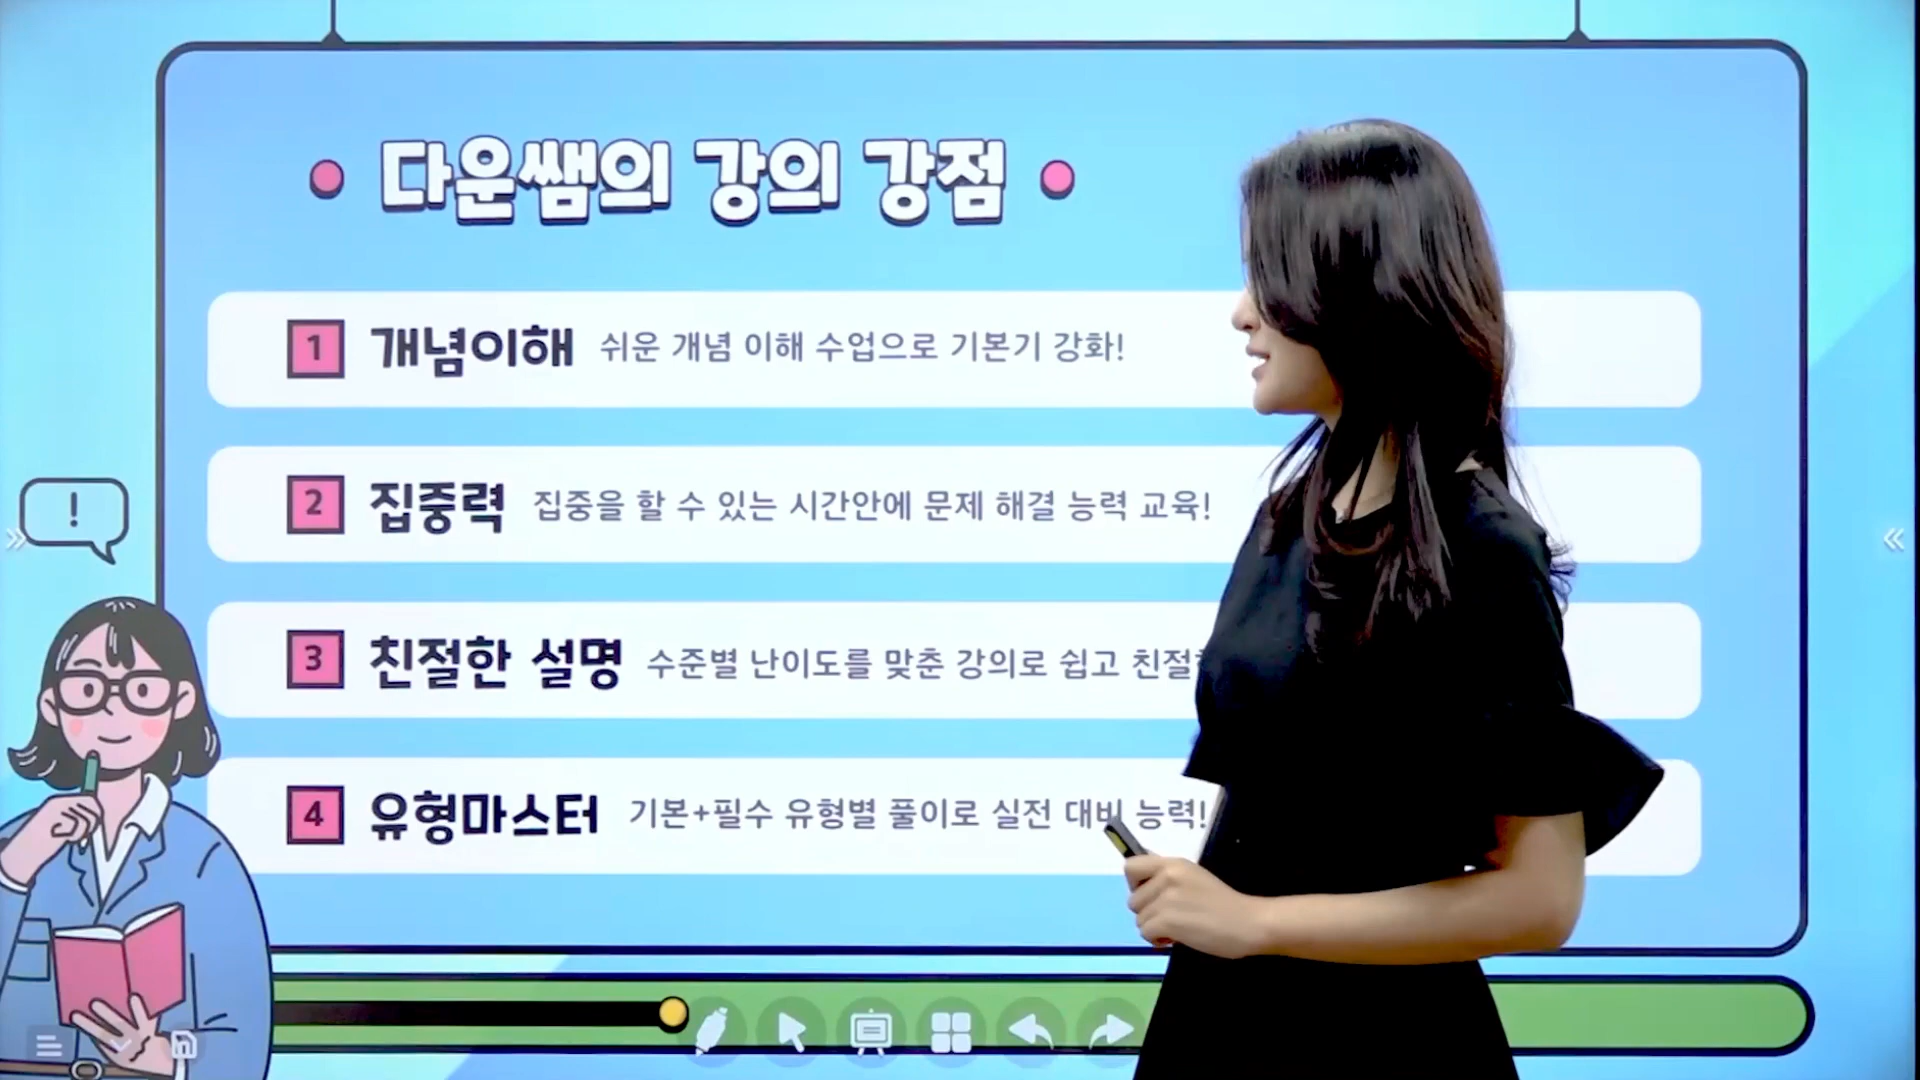 다운쌤의 강의 강점
1 개념이해 쉬운 개념 이해 수업으로 기본기 강화!
2 집중력 집중을 할 수 있는 시간안에 문제 해결 능력 교육!
!
3 친절한 설명 수준별 난이도를 맞춘 강의로 쉽고
4 유형마스터 기본+필수 유형별 풀이로 실전 대비 능력!